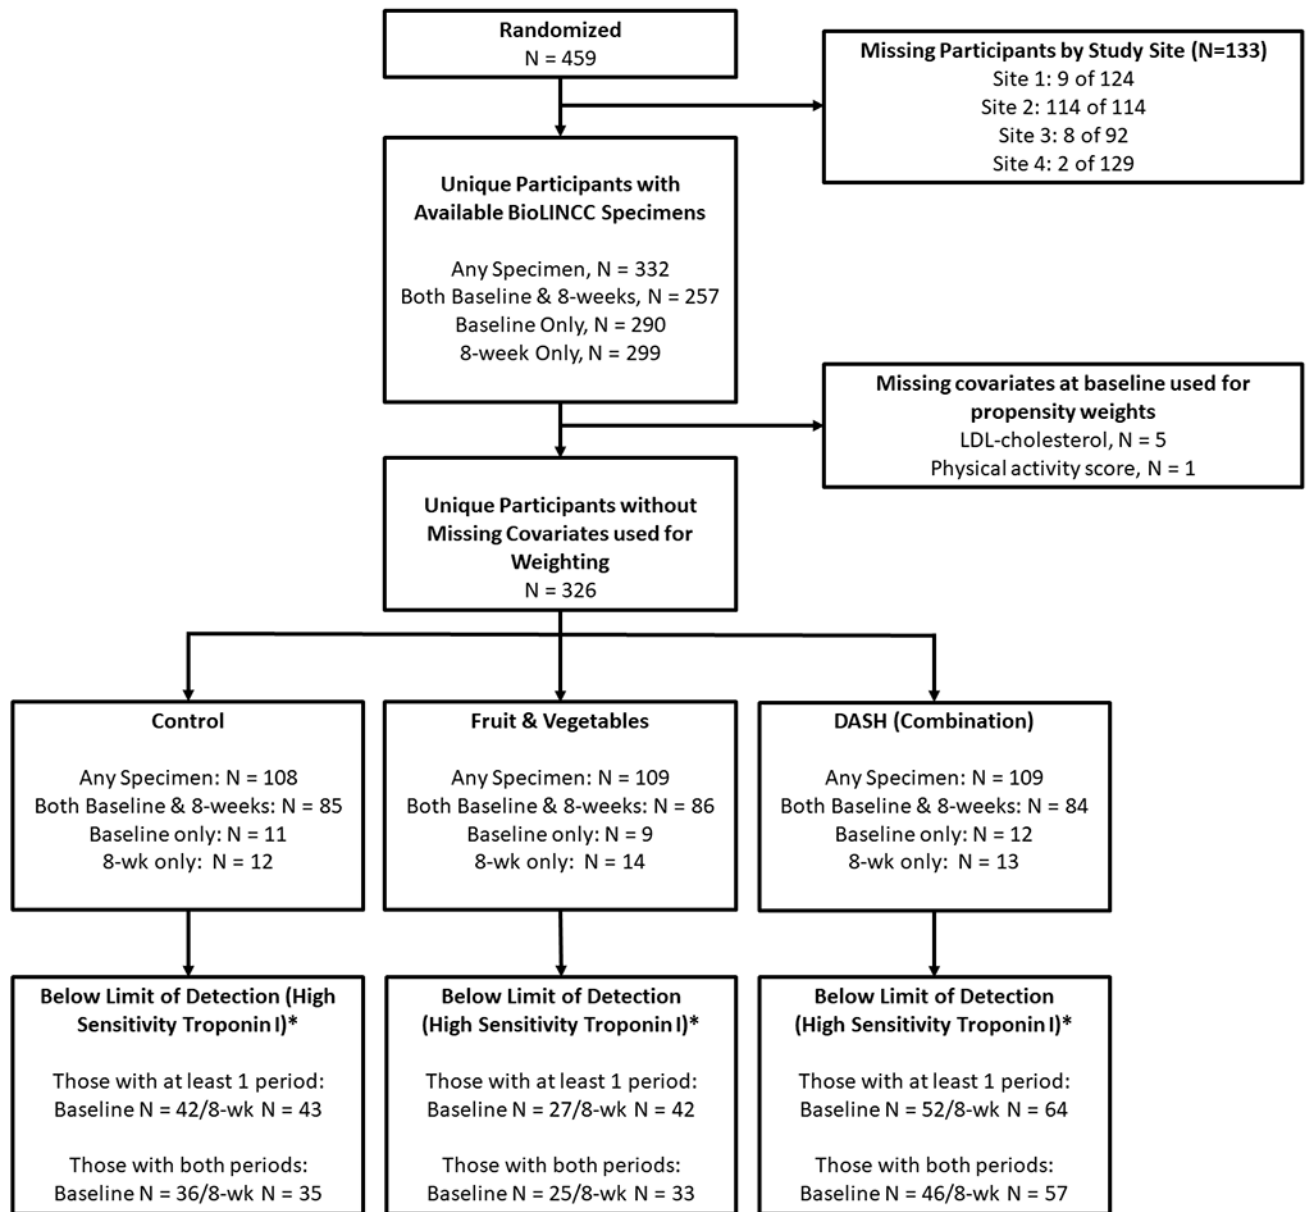 Randomized
N = 459
Missing Participants by Study Site (N=133)
Site 1: 9 of 124
Site 2: 114 of 114
Site 3: 8 of 92
Site 4: 2 of 129
Unique Participants with
Available BioLINCC Specimens
Any Specimen, N = 332
Both Baseline & 8-weeks, N = 257
Baseline Only, N = 290
8-week Only, N = 299
Missing covariates at baseline used for
propensity weights
LDL-cholesterol, N = 5
Physical activity score, N = 1
Unique Participants without
Missing Covariates used for
Weighting
N = 326
Control
Any Specimen: N = 108
Both Baseline & 8-weeks: N = 85
Baseline only: N = 11
8-wk only: N = 12
Fruit & Vegetables
Any Specimen: N = 109
Both Baseline & 8-weeks: N = 86
Baseline only: N = 9
8-wk only: N = 14
DASH (Combination)
Any Specimen: N = 109
Both Baseline & 8-weeks: N = 84
Baseline only: N = 12
8-wk only: N = 13
Below Limit of Detection (High
Sensitivity Troponin I)*
Those with at least 1 period:
Baseline N = 42/8-wk N = 43
Those with both periods:
Baseline N = 36/8-wk N = 35
Below Limit of Detection
(High Sensitivity Troponin I)*
Those with at least 1 period:
Baseline N = 27/8-wk N = 42
Those with both periods:
Baseline N = 25/8-wk N = 33
Below Limit of Detection
(High Sensitivity Troponin I)*
Those with at least 1 period:
Baseline N = 52/8-wk N = 64
Those with both periods:
Baseline N = 46/8-wk N = 57